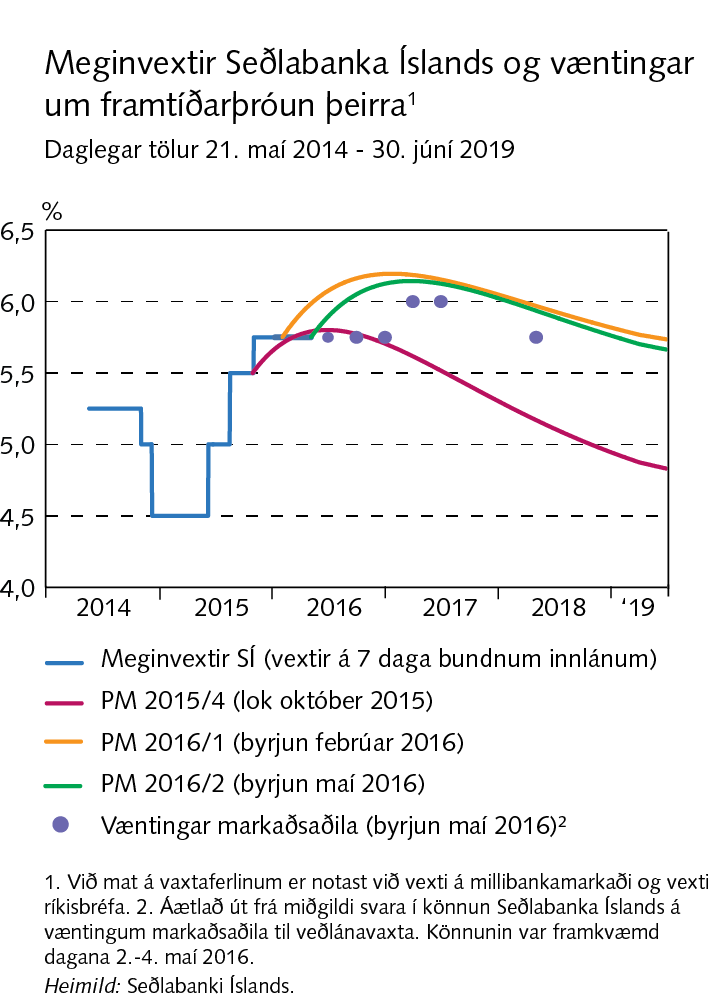 Meginvextir Seðlabanka Íslands og væntingar
um framtíðarþróun þeirra¹
Daglegar tölur 21. maí 2014 - 30. júní 2019
%
6,5
6,0
5,5
5,0
4,5
4,0
2014 2015 2016 2017 2018 ‘19
Meginvextir SÍ (vextir á 7 daga bundnum innlánum)
PM 2015/4 (lok október 2015)
PM 2016/1 (byrjun febrúar 2016)
PM 2016/2 (byrjun maí 2016)
Væntingar markaðsaðila (byrjun maí 2016)²
1. Við mat á vaxtaferlinum er notast við vexti á millibankamarkaði og vexti
ríkisbréfa. 2. Áætlað út frá miðgildi svara í könnun Seðlabanka Íslands á
væntingum markaðsaðila til veðlánavaxta. Könnunin var framkvæmd
dagana 2.-4. maí 2016.
Heimild: Seðlabanki Íslands.